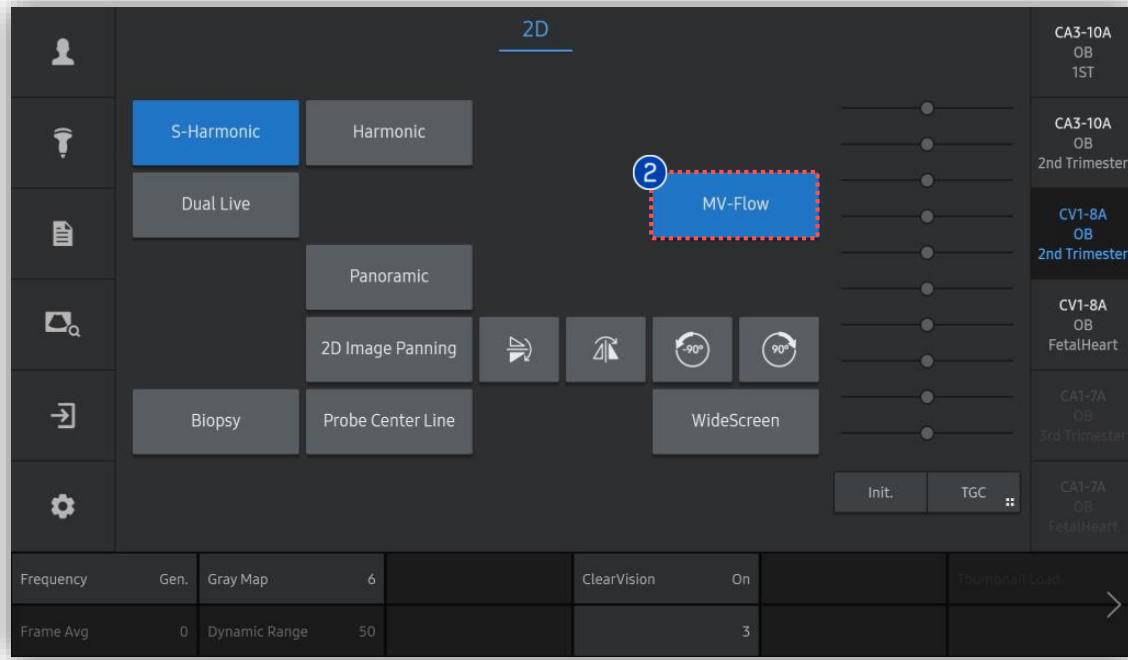 2D
CA3-10A
OB
1ST
S-Harmonic
Harmonic
CA3-10A
OB
2nd Trimester
2
Dual Live
MV-Flow
CV1-8A
OB
2nd Trimester
Panoramic
CV1-8A
OB
FetalHeart
2D Image Panning
-90°
90°
Biopsy
Probe Center Line
WideScreen
CA1-7A
OB
3rd Trimester
Init.
TGC
CA1-7A
OB
FetalHeart
Frequency Gen.
Gray Map 6
ClearVision On
Thumbnail Load
Frame Avg 0
Dynamic Range 50
3